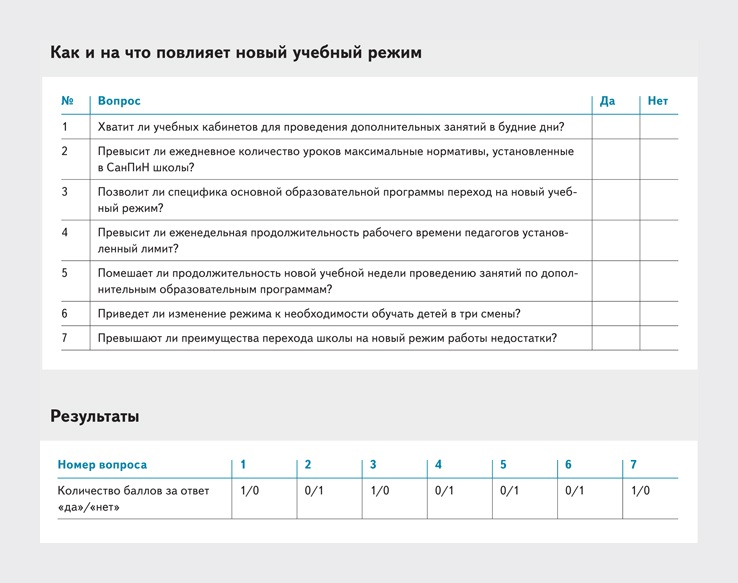 Как и на что повлияет новый учебный режим
№ Вопрос Да Нет
1 Хватит ли учебных кабинетов для проведения дополнительных занятий в будние дни?
2 Превысит ли ежедневное количество уроков максимальные нормативы, установленные
в СанПиН школы?
3 Позволит ли специфика основной образовательной программы переход на новый учеб-
ный режим?
4 Превысит ли еженедельная продолжительность рабочего времени педагогов установ-
ленный лимит?
5 Помешает ли продолжительность новой учебной недели проведению занятий по допол-
нительным образовательным программам?
6 Приведет ли изменение режима к необходимости обучать детей в три смены?
7 Превышают ли преимущества перехода школы на новый режим работы недостатки?
Результаты
Номер вопроса 1 2 3 4 5 6 7
Количество баллов за ответ 1/0 0/1 1/0 0/1 0/1 0/1 1/0
«да»/«нет»